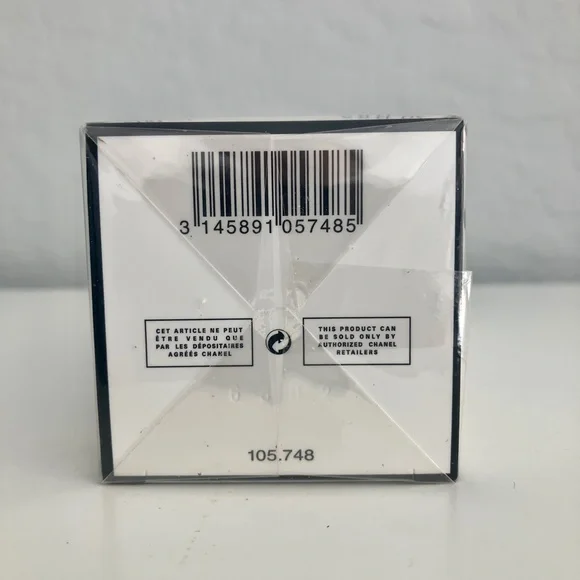 3 145891 057485
CET ARTICLE NE PEUT
ÊTRE VENDU QUE
PAR LES DÉPOSITAIRES
AGRÉÉS CHANEL
THIS PRODUCT CAN
BE SOLD ONLY BY
AUTHORIZED CHANEL
RETAILERS
105.748